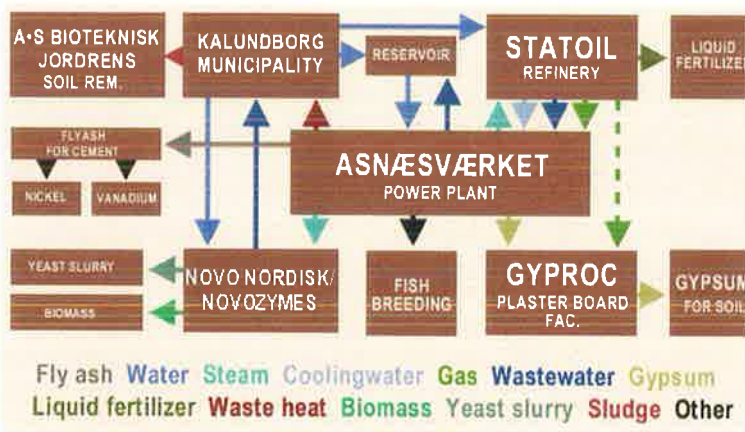 A•S BIOTEKNISK
JORDRENS
SOIL REM.
KALUNDBORG
MUNICIPALITY
RESERVOIR
STATOIL
REFINERY
LIQUID
FERTILIZER
FLYASH
FOR CEMENT
NICKEL
VANADIUM
ASNÆSVÆRKET
POWER PLANT
YEAST SLURRY
BIOMASS
NOVO NORDISK/
NOVOZYMES
FISH
BREEDING
GYPROC
PLASTER BOARD
FAC.
GYPSUM
FOR SOIL
Fly ash Water Steam Coolingwater Gas Wastewater Gypsum
Liquid fertilizer Waste heat Biomass Yeast slurry Sludge Other